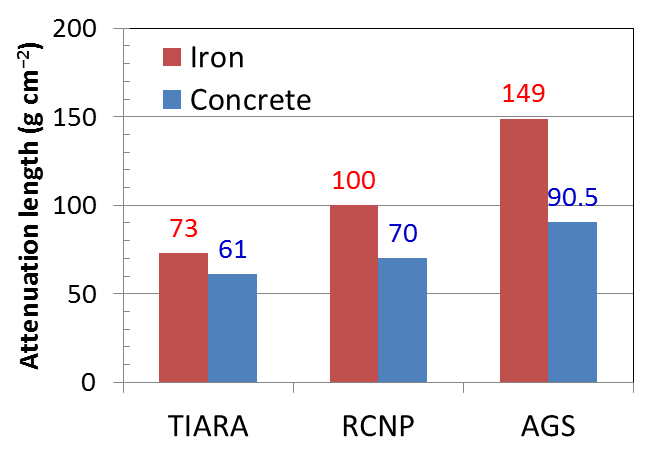 Attenuation length (g cm⁻²)
200
150
100
50
0
Iron
Concrete
73
61
100
70
149
90.5
TIARA
RCNP
AGS